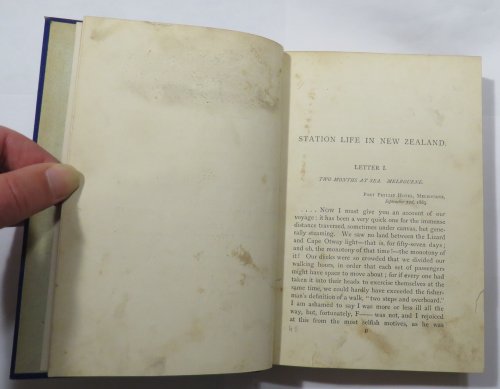 STATION LIFE IN NEW ZEALAND.
LETTER I.
TWO MONTHS AT SEA. MELBOURNE.
PORT PHILLIP HOTEL, MELBOURNE,
September 22d, 1865.
. . . . NOW I must give you an account of our
voyage: it has been a very quick one for the immense
distance traversed, sometimes under canvas, but gene-
rally steaming. We saw no land between the Lizard
and Cape Otway light—that is, for fifty-seven days;
and oh, the monotony of that time!—the monotony of
it! Our decks were so crowded that we divided our
walking hours, in order that each set of passengers
might have space to move about; for if every one had
taken it into their heads to exercise themselves at the
same time, we could hardly have exceeded the fisher-
man's definition of a walk, "two steps and overboard."
I am ashamed to say I was more or less ill all the
way, but, fortunately, F—— was not, and I rejoiced
at this from the most selfish motives, as he was
B